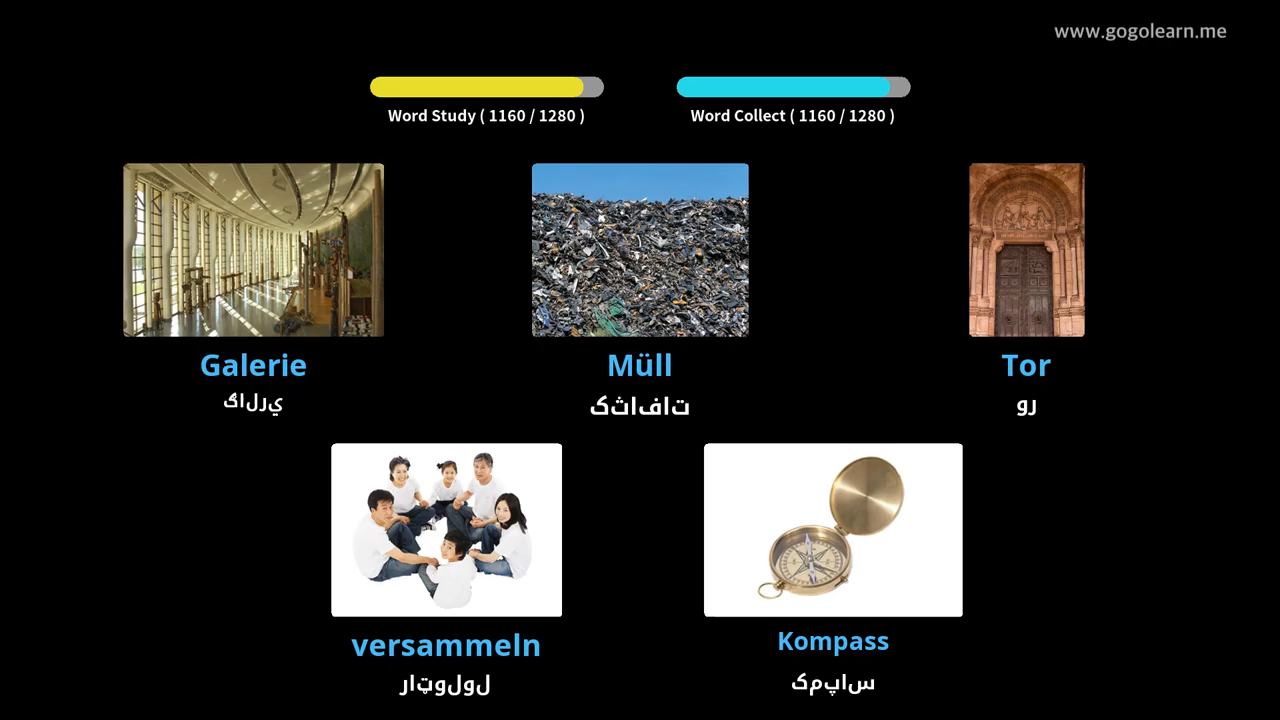 www.gogolearn.me
Word Study ( 1160 / 1280 )
Word Collect ( 1160 / 1280 )
Galerie
Müll
Tor
ګالري
کثافات
ور
versammeln
Kompass
راټولول
کمپاس